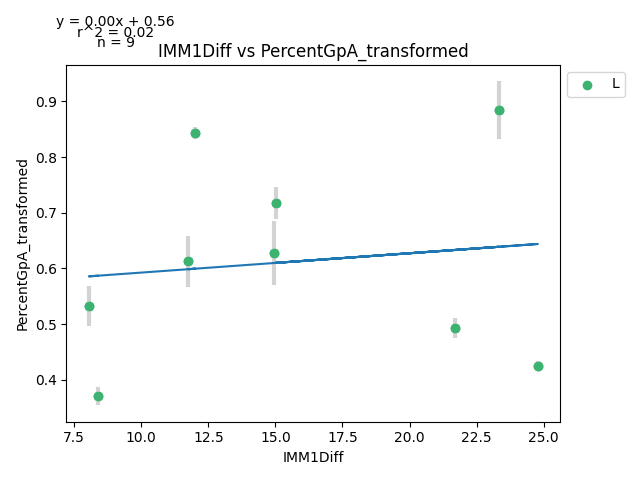 y = 0.00x + 0.56
r^2 = 0.02
n = 9
IMM1Diff vs PercentGpA_transformed
L
PercentGpA_transformed
0.9
0.8
0.7
0.6
0.5
0.4
7.5 10.0 12.5 15.0 17.5 20.0 22.5 25.0
IMM1Diff